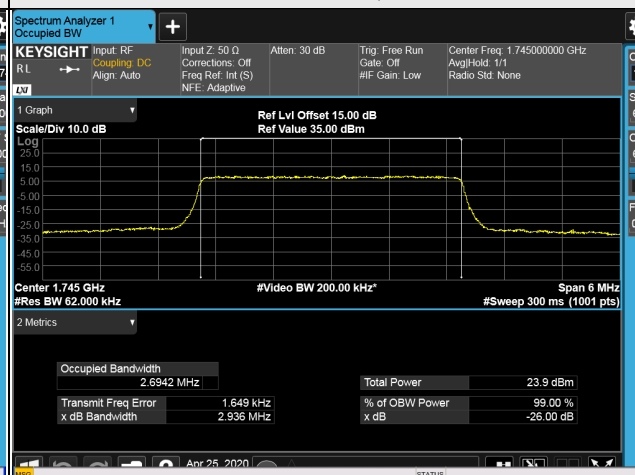 Spectrum Analyzer 1
Occupied BW
KEYSIGHT
RL
LXI
Input: RF
Coupling: DC
Align: Auto
Input Z: 50 Ω
Corrections: Off
Freq Ref: Int (S)
NFE: Adaptive
Atten: 30 dB
Trig: Free Run
Gate: Off
#IF Gain: Low
Center Freq: 1.745000000 GHz
Avg|Hold: 1/1
Radio Std: None
1 Graph
Scale/Div 10.0 dB
Ref Lvl Offset 15.00 dB
Ref Value 35.00 dBm
Log
25.0
15.0
5.00
-5.00
-15.0
-25.0
-35.0
-45.0
-55.0
Center 1.745 GHz
#Res BW 62.000 kHz
#Video BW 200.00 kHz*
Span 6 MHz
#Sweep 300 ms (1001 pts)
2 Metrics
Occupied Bandwidth
2.6942 MHz
Transmit Freq Error 1.649 kHz
x dB Bandwidth 2.936 MHz
Total Power 23.9 dBm
% of OBW Power 99.00 %
x dB -26.00 dB
Apr 25, 2020
MSG
STATUS